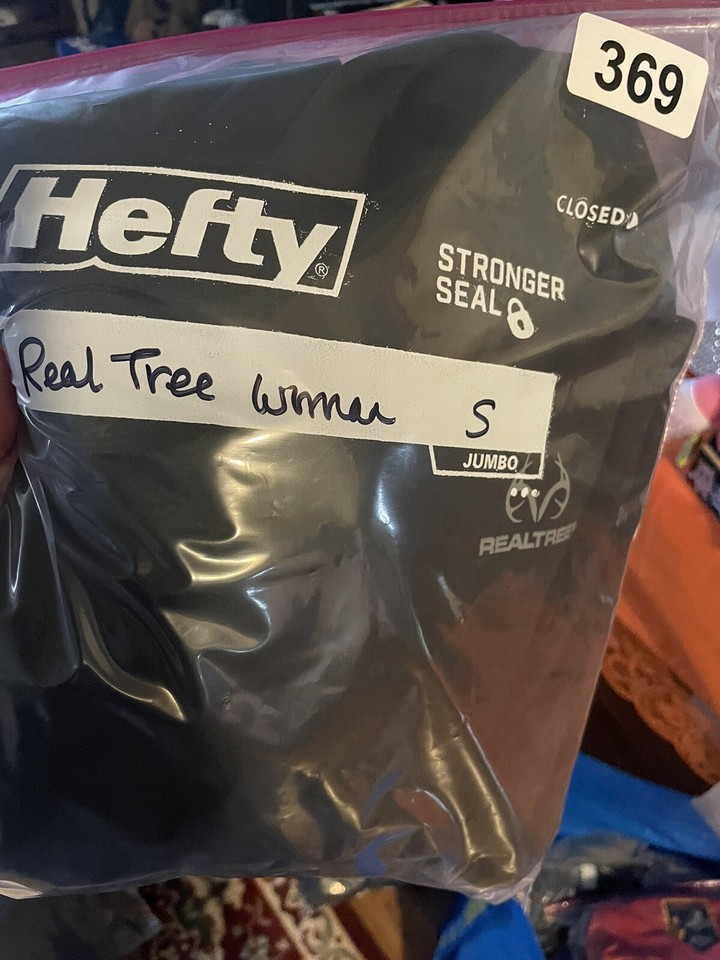 369
Hefty®
CLOSED
STRONGER
SEAL
Real Tree Woman S
JUMBO
REALTREE